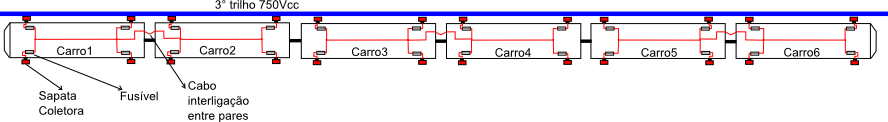 3° trilho 750Vcc
Carro1
Carro2
Carro3
Carro4
Carro5
Carro6
Sapata
Coletora
Fusível
Cabo
interligação
entre pares